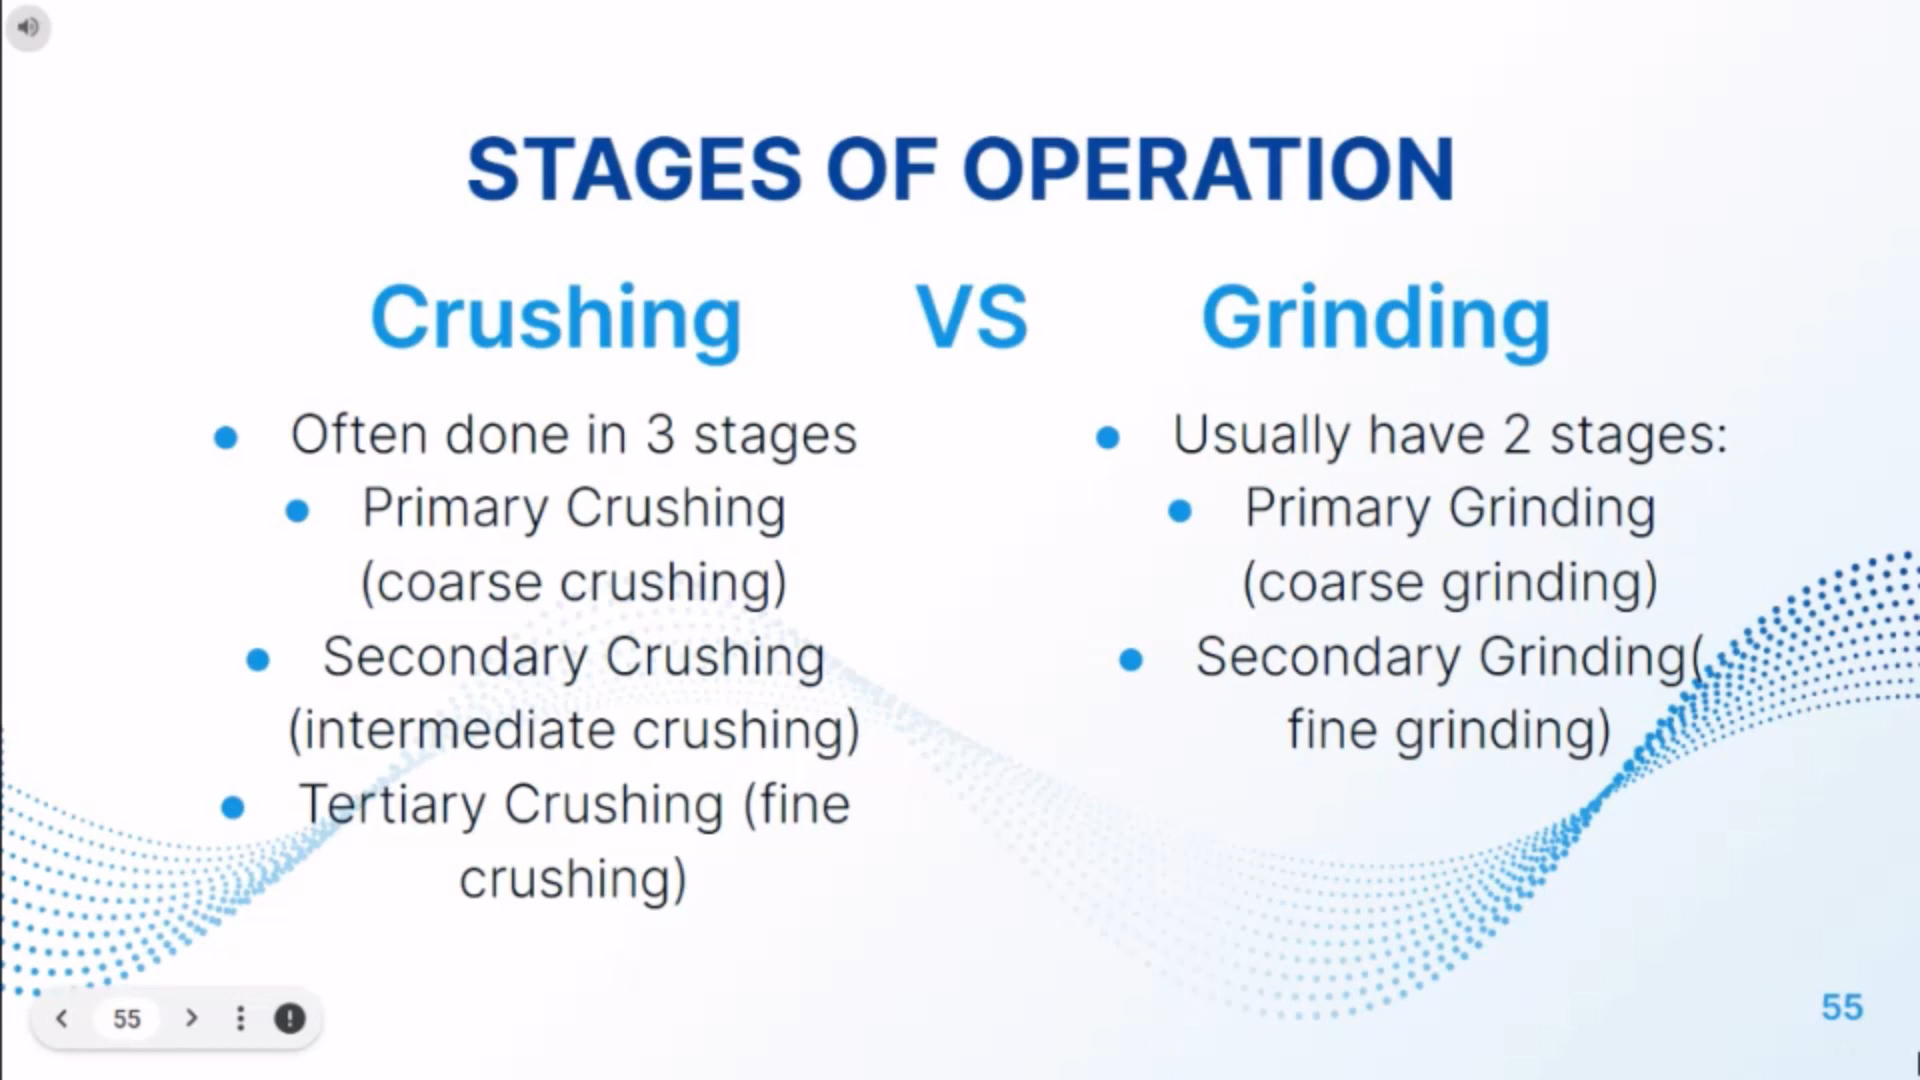 STAGES OF OPERATION
Crushing VS Grinding
Often done in 3 stages
Primary Crushing
(coarse crushing)
Secondary Crushing
(intermediate crushing)
Tertiary Crushing (fine
crushing)
Usually have 2 stages:
Primary Grinding
(coarse grinding)
Secondary Grinding(
fine grinding)
55
55